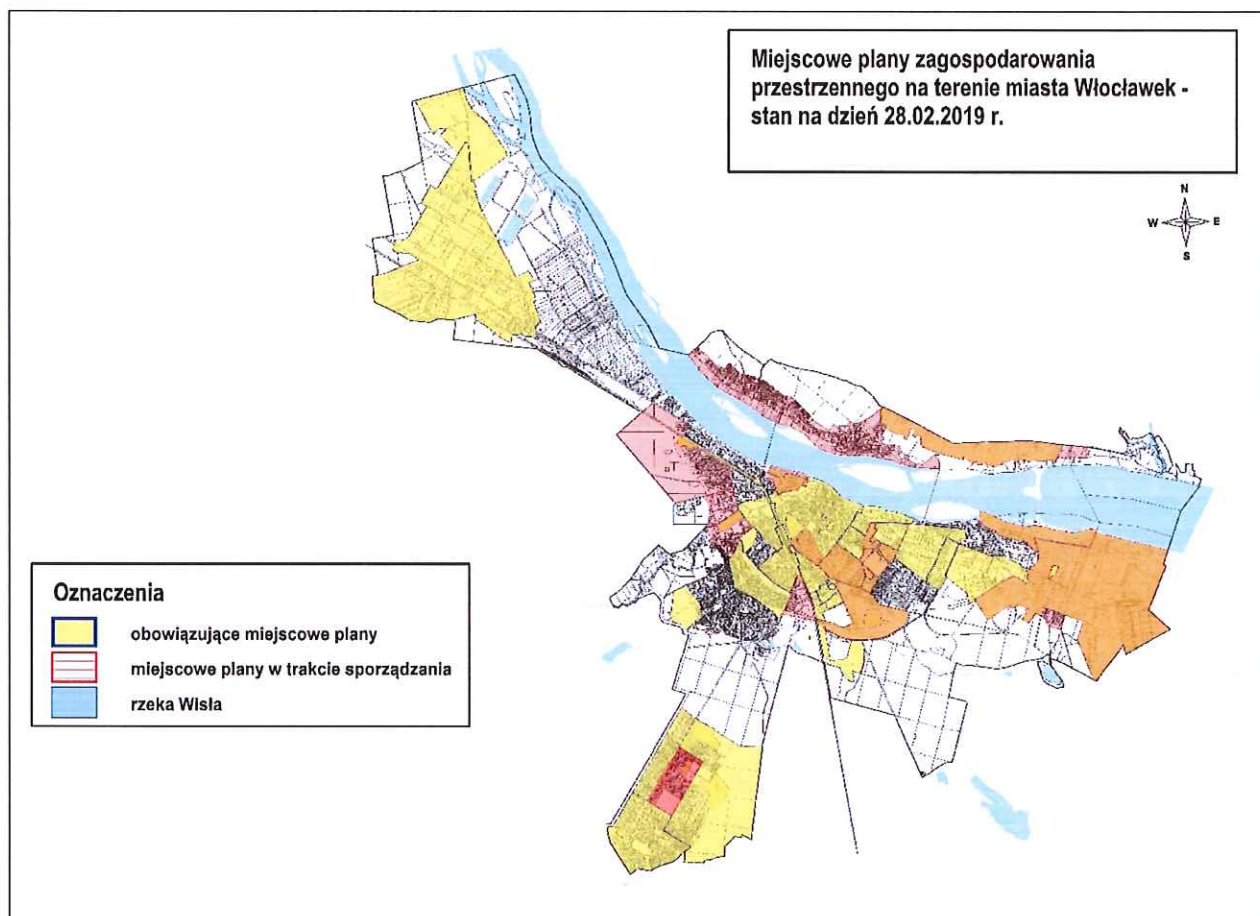 Miejscowe plany zagospodarowania
przestrzennego na terenie miasta Włocławek -
stan na dzień 28.02.2019 r.
N
W E
S
Oznaczenia
obowiązujące miejscowe plany
miejscowe plany w trakcie sporządzania
rzeka Wisła